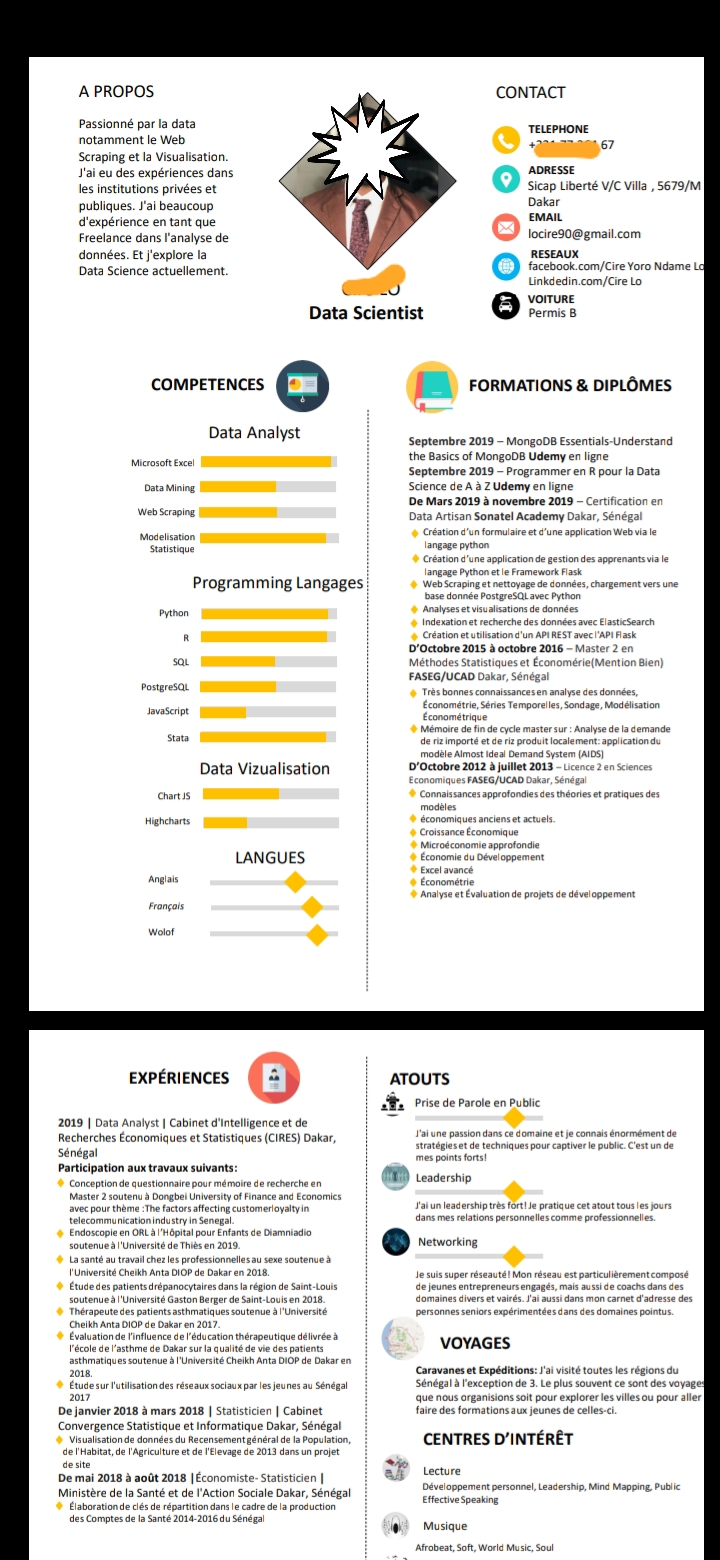 A PROPOS
Passionné par la data
notamment le Web
Scraping et la Visualisation.
J'ai eu des expériences dans
les institutions privées et
publiques. J'ai beaucoup
d'expérience en tant que
Freelance dans l'analyse de
données. Et j'explore la
Data Science actuellement.
Data Scientist
CONTACT
TELEPHONE
67
ADRESSE
Sicap Liberté V/C Villa , 5679/M
Dakar
EMAIL
locire90@gmail.com
RESEAUX
facebook.com/Cire Yoro Ndame Lo
Linkdedin.com/Cire Lo
VOITURE
Permis B
COMPETENCES
Data Analyst
Microsoft Excel
Data Mining
Web Scraping
Modelisation
Statistique
Programming Langages
Python
R
SQL
PostgreSQL
JavaScript
Stata
Data Vizualisation
Chart JS
Highcharts
LANGUES
Anglais
Français
Wolof
FORMATIONS & DIPLÔMES
Septembre 2019 – MongoDB Essentials-Understand
the Basics of MongoDB Udemy en ligne
Septembre 2019 – Programmer en R pour la Data
Science de A à Z Udemy en ligne
De Mars 2019 à novembre 2019 – Certification en
Data Artisan Sonatel Academy Dakar, Sénégal
Création d'un formulaire et d'une application Web via le
langage python
Création d'une application de gestion des apprenants via le
langage Python et le Framework Flask
Web Scraping et nettoyage de données, chargement vers une
base donnée PostgreSQL avec Python
Analyses et visualisations de données
Indexation et recherche des données avec ElasticSearch
Création et utilisation d'un API REST avec l'API Flask
D'Octobre 2015 à octobre 2016 – Master 2 en
Méthodes Statistiques et Économérie(Mention Bien)
FASEG/UCAD Dakar, Sénégal
Très bonnes connaissances en analyse des données,
Économétrie, Séries Temporelles, Sondage, Modélisation
Économétrique
Mémoire de fin de cycle master sur : Analyse de la demande
de riz importé et de riz produit localement: application du
modèle Almost Ideal Demand System (AIDS)
D'Octobre 2012 à juillet 2013 – Licence 2 en Sciences
Economiques FASEG/UCAD Dakar, Sénégal
Connaissances approfondies des théories et pratiques des
modèles
économiques anciens et actuels.
Croissance Économique
Microéconomie approfondie
Économie du Développement
Excel avancé
Économétrie
Analyse et Évaluation de projets de développement
EXPÉRIENCES
2019 | Data Analyst | Cabinet d'Intelligence et de
Recherches Économiques et Statistiques (CIRES) Dakar,
Sénégal
Participation aux travaux suivants:
Conception de questionnaire pour mémoire de recherche en
Master 2 soutenu à Dongbei University of Finance and Economics
avec pour thème :The factors affecting customerloyalty in
telecommunication industry in Senegal.
Endoscopie en ORL à l'Hôpital pour Enfants de Diamniadio
soutenue à l'Université de Thiès en 2019.
La santé au travail chez les professionnelles au sexe soutenue à
l'Université Cheikh Anta DIOP de Dakar en 2018.
Étude des patients drépanocytaires dans la région de Saint-Louis
soutenue à l'Université Gaston Berger de Saint-Louis en 2018.
Thérapeute des patients asthmatiques soutenue à l'Université
Cheikh Anta DIOP de Dakar en 2017.
Évaluation de l'influence de l'éducation thérapeutique délivrée à
l'école de l'asthme de Dakar sur la qualité de vie des patients
asthmatiques soutenue à l'Université Cheikh Anta DIOP de Dakar en
2018.
Étude sur l'utilisation des réseaux sociaux par les jeunes au Sénégal
2017
De janvier 2018 à mars 2018 | Statisticien | Cabinet
Convergence Statistique et Informatique Dakar, Sénégal
Visualisation de données du Recensement général de la Population,
de l'Habitat, de l'Agriculture et de l'Elevage de 2013 dans un projet
de site
De mai 2018 à août 2018 |Économiste- Statisticien |
Ministère de la Santé et de l'Action Sociale Dakar, Sénégal
Élaboration de clés de répartition dans le cadre de la production
des Comptes de la Santé 2014-2016 du Sénégal
ATOUTS
Prise de Parole en Public
J'ai une passion dans ce domaine et je connais énormément de
stratégies et de techniques pour captiver le public. C'est un de
mes points forts!
Leadership
J'ai un leadership très fort! Je pratique cet atout tous les jours
dans mes relations personnelles comme professionnelles.
Networking
Je suis super réseauté! Mon réseau est particulièrement composé
de jeunes entrepreneurs engagés, mais aussi de coachs dans des
domaines divers et vairés. J'ai aussi dans mon carnet d'adresse des
personnes seniors expérimentées dans des domaines pointus.
VOYAGES
Caravanes et Expéditions: J'ai visité toutes les régions du
Sénégal à l'exception de 3. Le plus souvent ce sont des voyages
que nous organisions soit pour explorer les villes ou pour aller
faire des formations aux jeunes de celles-ci.
CENTRES D'INTÉRÊT
Lecture
Développement personnel, Leadership, Mind Mapping, Public
Effective Speaking
Musique
Afrobeat, Soft, World Music, Soul